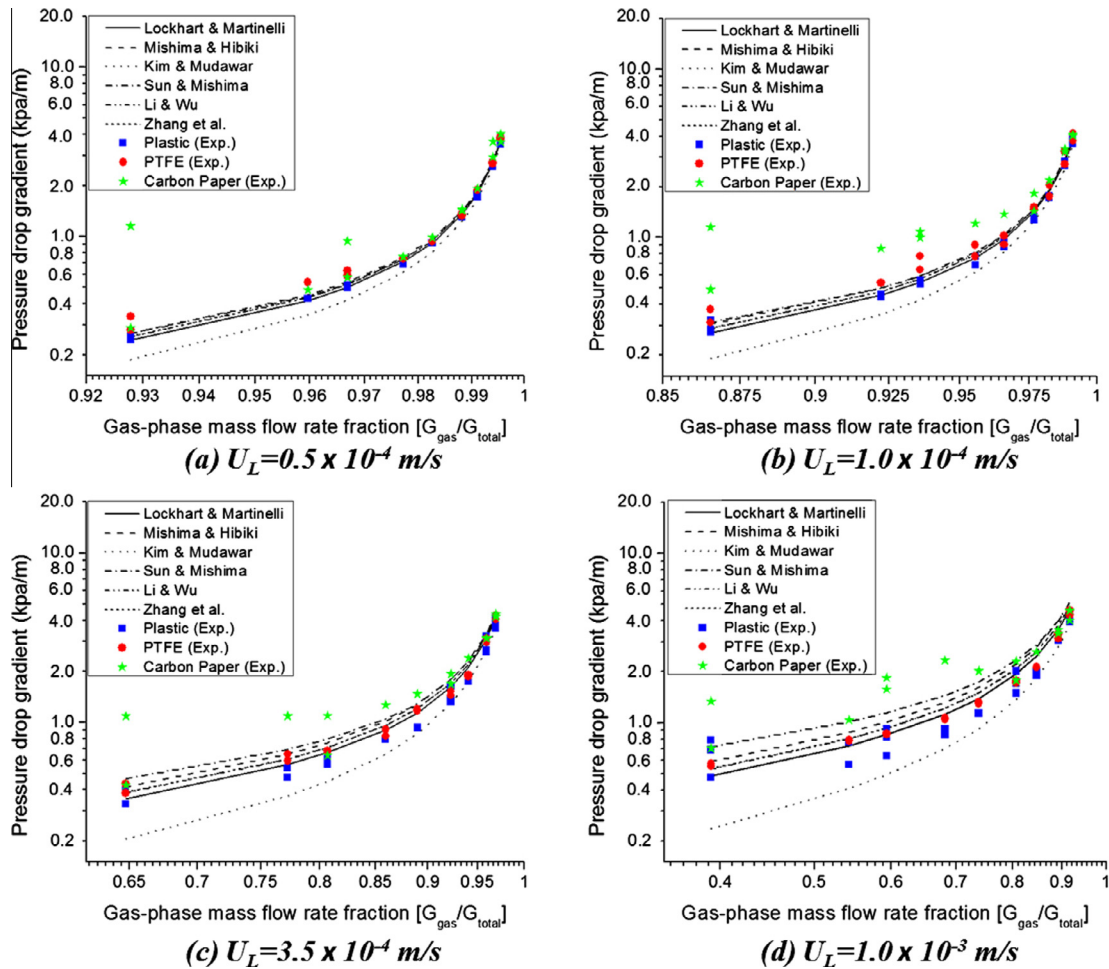 20.0
10.0
8.0
6.0
4.0
2.0
1.0
0.8
0.6
0.4
0.2
Pressure drop gradient (kpa/m)
Lockhart & Martinelli
Mishima & Hibiki
Kim & Mudawar
Sun & Mishima
Li & Wu
Zhang et al.
Plastic (Exp.)
PTFE (Exp.)
Carbon Paper (Exp.)
0.92 0.93 0.94 0.95 0.96 0.97 0.98 0.99 1
Gas-phase mass flow rate fraction [G_gas/G_total]
(a) U_L=0.5 x 10^-4 m/s
20.0
10.0
8.0
6.0
4.0
2.0
1.0
0.8
0.6
0.4
0.2
Pressure drop gradient (kpa/m)
Lockhart & Martinelli
Mishima & Hibiki
Kim & Mudawar
Sun & Mishima
Li & Wu
Zhang et al.
Plastic (Exp.)
PTFE (Exp.)
Carbon Paper (Exp.)
0.85 0.875 0.9 0.925 0.95 0.975 1
Gas-phase mass flow rate fraction [G_gas/G_total]
(b) U_L=1.0 x 10^-4 m/s
20.0
10.0
8.0
6.0
4.0
2.0
1.0
0.8
0.6
0.4
0.2
Pressure drop gradient (kpa/m)
Lockhart & Martinelli
Mishima & Hibiki
Kim & Mudawar
Sun & Mishima
Li & Wu
Zhang et al.
Plastic (Exp.)
PTFE (Exp.)
Carbon Paper (Exp.)
0.65 0.7 0.75 0.8 0.85 0.9 0.95 1
Gas-phase mass flow rate fraction [G_gas/G_total]
(c) U_L=3.5 x 10^-4 m/s
20.0
10.0
8.0
6.0
4.0
2.0
1.0
0.8
0.6
0.4
0.2
Pressure drop gradient (kpa/m)
Lockhart & Martinelli
Mishima & Hibiki
Kim & Mudawar
Sun & Mishima
Li & Wu
Zhang et al.
Plastic (Exp.)
PTFE (Exp.)
Carbon Paper (Exp.)
0.4 0.5 0.6 0.7 0.8 0.9 1
Gas-phase mass flow rate fraction [G_gas/G_total]
(d) U_L=1.0 x 10^-3 m/s